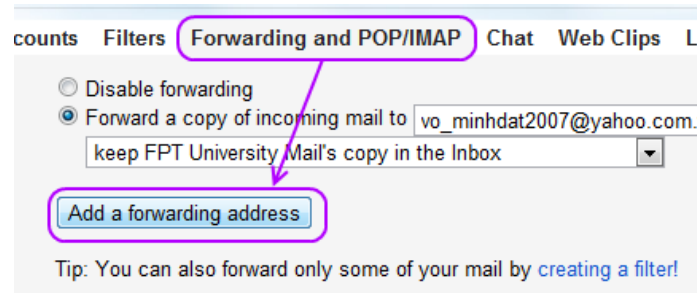 counts Filters Forwarding and POP/IMAP Chat Web Clips L
Disable forwarding
Forward a copy of incoming mail to vo_minhdat2007@yahoo.com.
keep FPT University Mail's copy in the Inbox
Add a forwarding address
Tip: You can also forward only some of your mail by creating a filter!